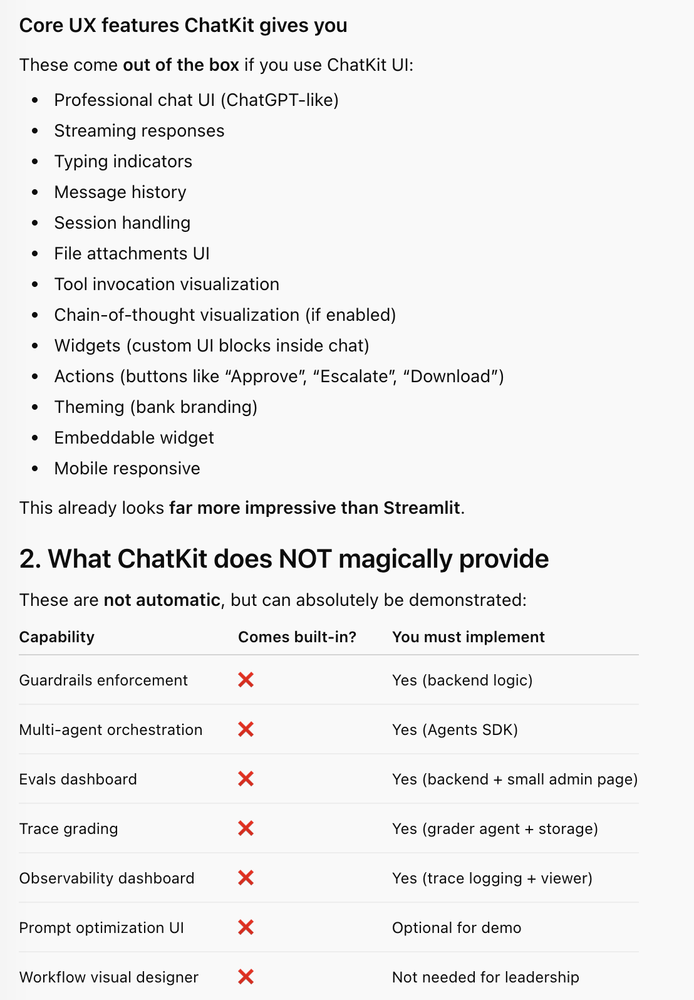 Core UX features ChatKit gives you
These come out of the box if you use ChatKit UI:
• Professional chat UI (ChatGPT-like)
• Streaming responses
• Typing indicators
• Message history
• Session handling
• File attachments UI
• Tool invocation visualization
• Chain-of-thought visualization (if enabled)
• Widgets (custom UI blocks inside chat)
• Actions (buttons like “Approve”, “Escalate”, “Download”)
• Theming (bank branding)
• Embeddable widget
• Mobile responsive
This already looks far more impressive than Streamlit.
2. What ChatKit does NOT magically provide
These are not automatic, but can absolutely be demonstrated:
Capability Comes built-in? You must implement
Guardrails enforcement ❌ Yes (backend logic)
Multi-agent orchestration ❌ Yes (Agents SDK)
Evals dashboard ❌ Yes (backend + small admin page)
Trace grading ❌ Yes (grader agent + storage)
Observability dashboard ❌ Yes (trace logging + viewer)
Prompt optimization UI ❌ Optional for demo
Workflow visual designer ❌ Not needed for leadership